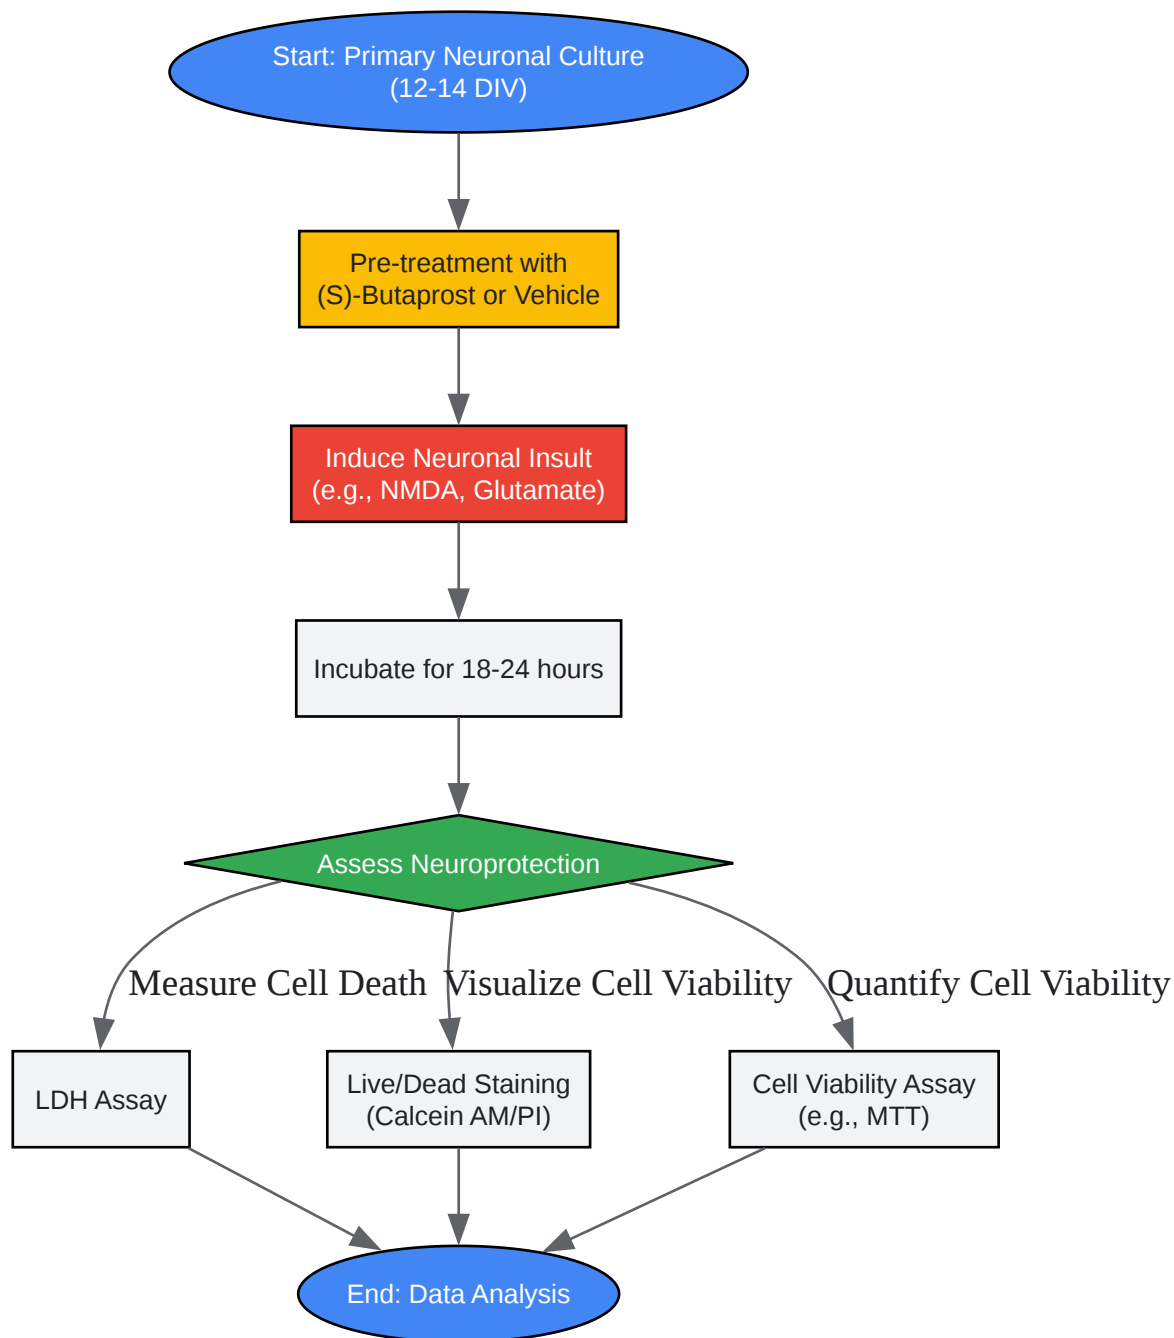 Start: Primary Neuronal Culture
(12-14 DIV)
Pre-treatment with
(S)-Butaprost or Vehicle
Induce Neuronal Insult
(e.g., NMDA, Glutamate)
Incubate for 18-24 hours
Assess Neuroprotection
Measure Cell Death
Visualize Cell Viability
Quantify Cell Viability
LDH Assay
Live/Dead Staining
(Calcein AM/PI)
Cell Viability Assay
(e.g., MTT)
End: Data Analysis